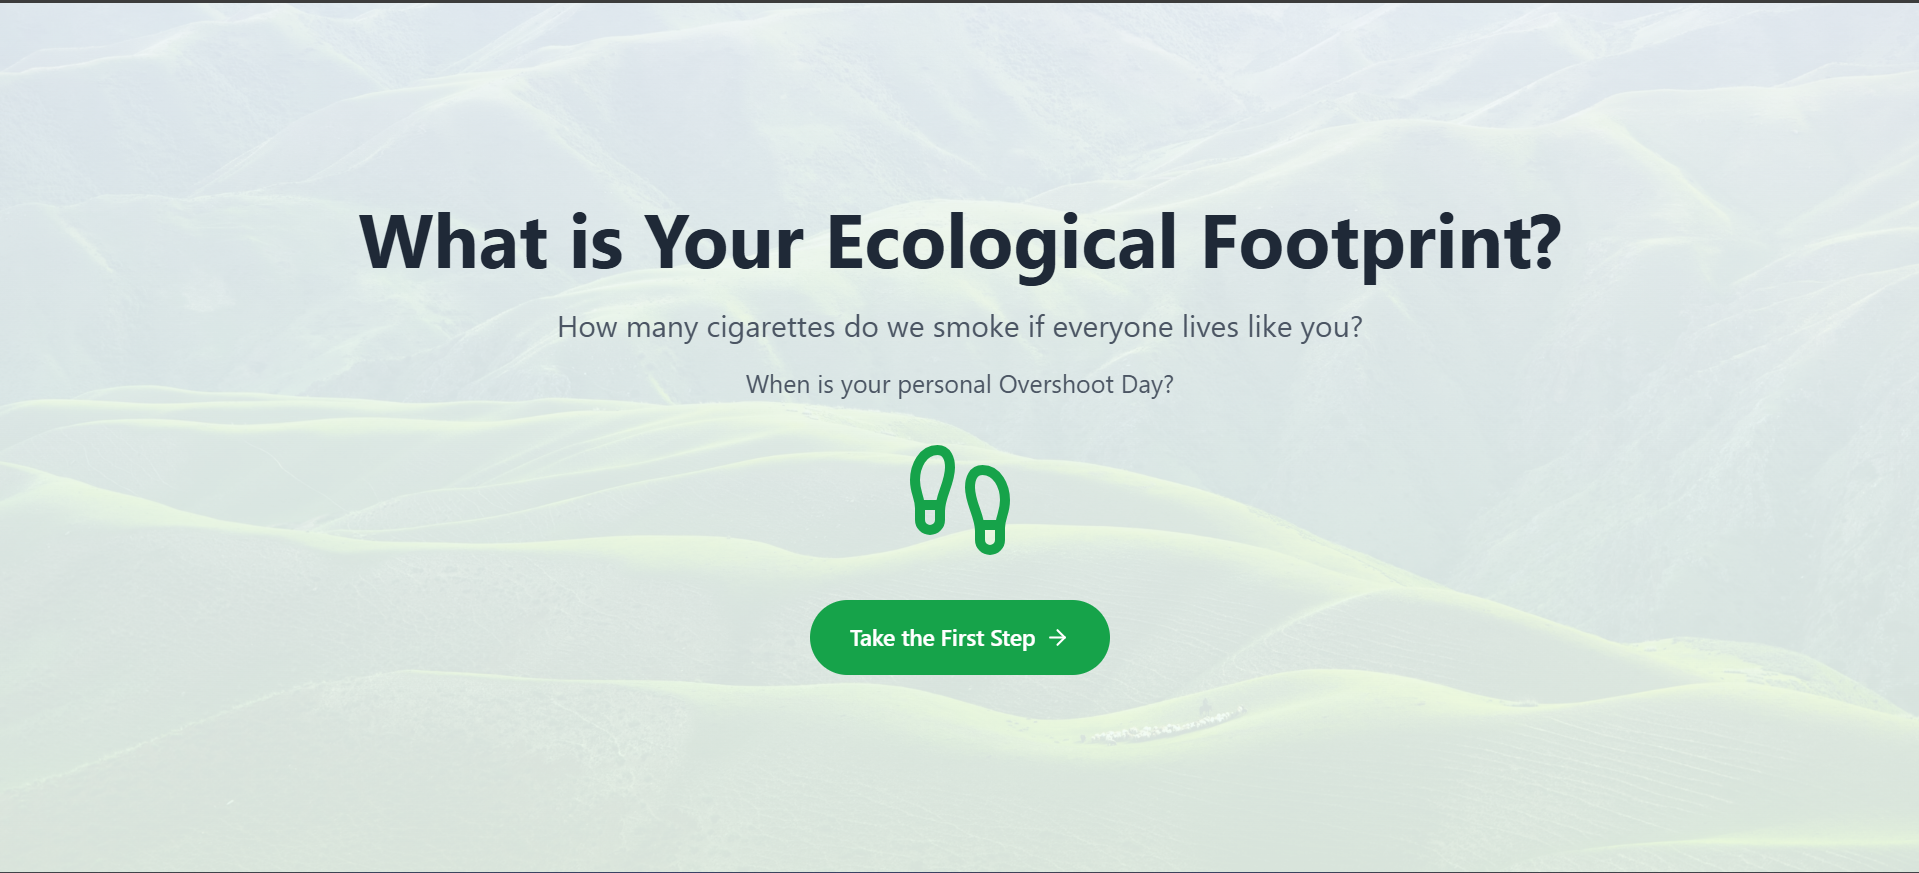 What is Your Ecological Footprint?
How many cigarettes do we smoke if everyone lives like you?
When is your personal Overshoot Day?
Take the First Step →